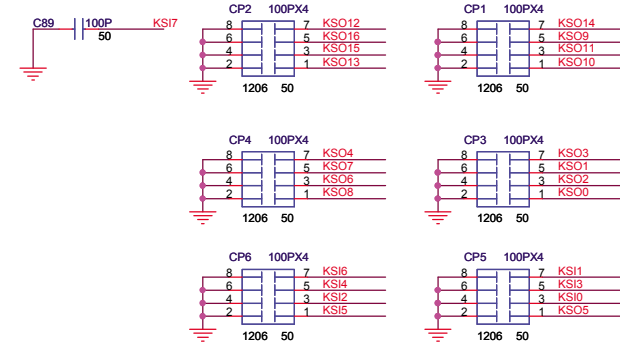 C89 100P KSI7
50
CP2 100PX4
8 7 KSO12
6 5 KSO16
4 3 KSO15
2 1 KSO13
1206 50
CP1 100PX4
8 7 KSO14
6 5 KSO9
4 3 KSO11
2 1 KSO10
1206 50
CP4 100PX4
8 7 KSO4
6 5 KSO7
4 3 KSO6
2 1 KSO8
1206 50
CP3 100PX4
8 7 KSO3
6 5 KSO1
4 3 KSO2
2 1 KSO0
1206 50
CP6 100PX4
8 7 KSI6
6 5 KSI4
4 3 KSI2
2 1 KSI5
1206 50
CP5 100PX4
8 7 KSI1
6 5 KSI3
4 3 KSI0
2 1 KSO5
1206 50